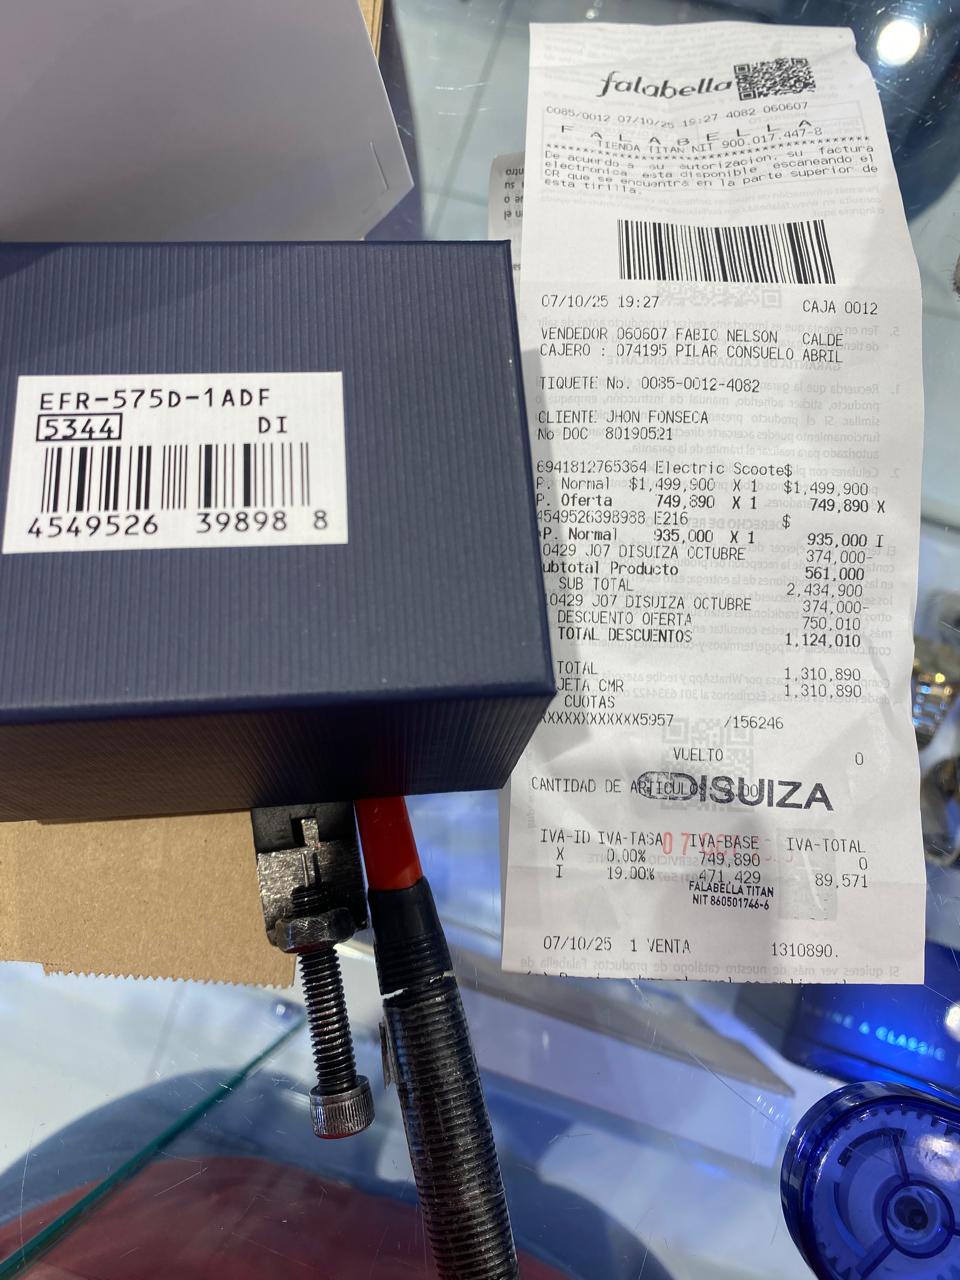 falabella
C085/0012 07/10/25 19:27 4082 060607
F A L A B E L L A
TIENDA TITAN NIT 900.017.447-8
De acuerdo a su autorizacion, su factura
electronica esta disponible escaneando el
CR que se encuentra en la parte superior de
esta tirilla.
07/10/25 19:27 CAJA 0012
VENDEDOR 060607 FABIO NELSON CALDE
CAJERO : 074195 PILAR CONSUELO ABRIL
TIQUETE No. 0085-0012-4082
CLIENTE JHON FONSECA
No DOC 80190521
6941812765364 Electric Scoote$
P. Normal $1,499,900 X 1 $1,499,900
P. Oferta 749,890 X 1 749,890 X
4549526398988 E216 $
P. Normal 935,000 X 1 935,000 I
0429 J07 DISUIZA OCTUBRE 374,000-
ubtotal Producto 561,000
SUB TOTAL 2,434,900
0429 J07 DISUIZA OCTUBRE 374,000-
DESCUENTO OFERTA 750,010
TOTAL DESCUENTOS 1,124,010
TOTAL 1,310,890
JETA CMR 1,310,890
CUOTAS
XXXXXXXXXXXX5957 /156246
VUELTO 0
CANTIDAD DE ARTICULOS
DISUIZA
IVA-ID IVA-TASA IVA-BASE IVA-TOTAL
X 0.00% 749,890 0
I 19.00% 471,429 89,571
07 OCT
FALABELLA TITAN
NIT 860501746-6
07/10/25 1 VENTA 1310890.
EFR-575D-1ADF
5344 DI
4549526 39898 8
& CLASSIC